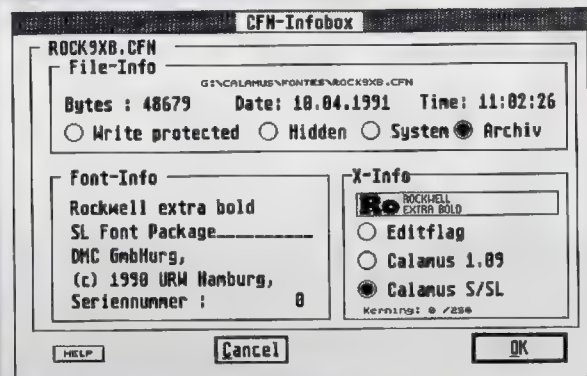 CFN-Infobox
ROCK9XB.CFN
File-Info
G:\CALAMUS\FONTES\ROCK9XB.CFN
Bytes : 48679 Date: 10.04.1991 Time: 11:02:26
Write protected Hidden System Archiv
Font-Info
Rockwell extra bold
SL Font Package
DMC GmbHurg,
(c) 1990 URW Hamburg,
Seriennummer : 0
X-Info
Ro ROCKWELL
EXTRA BOLD
Editflag
Calamus 1.09
Calamus S/SL
Kerning: 0 /256
HELP Cancel OK